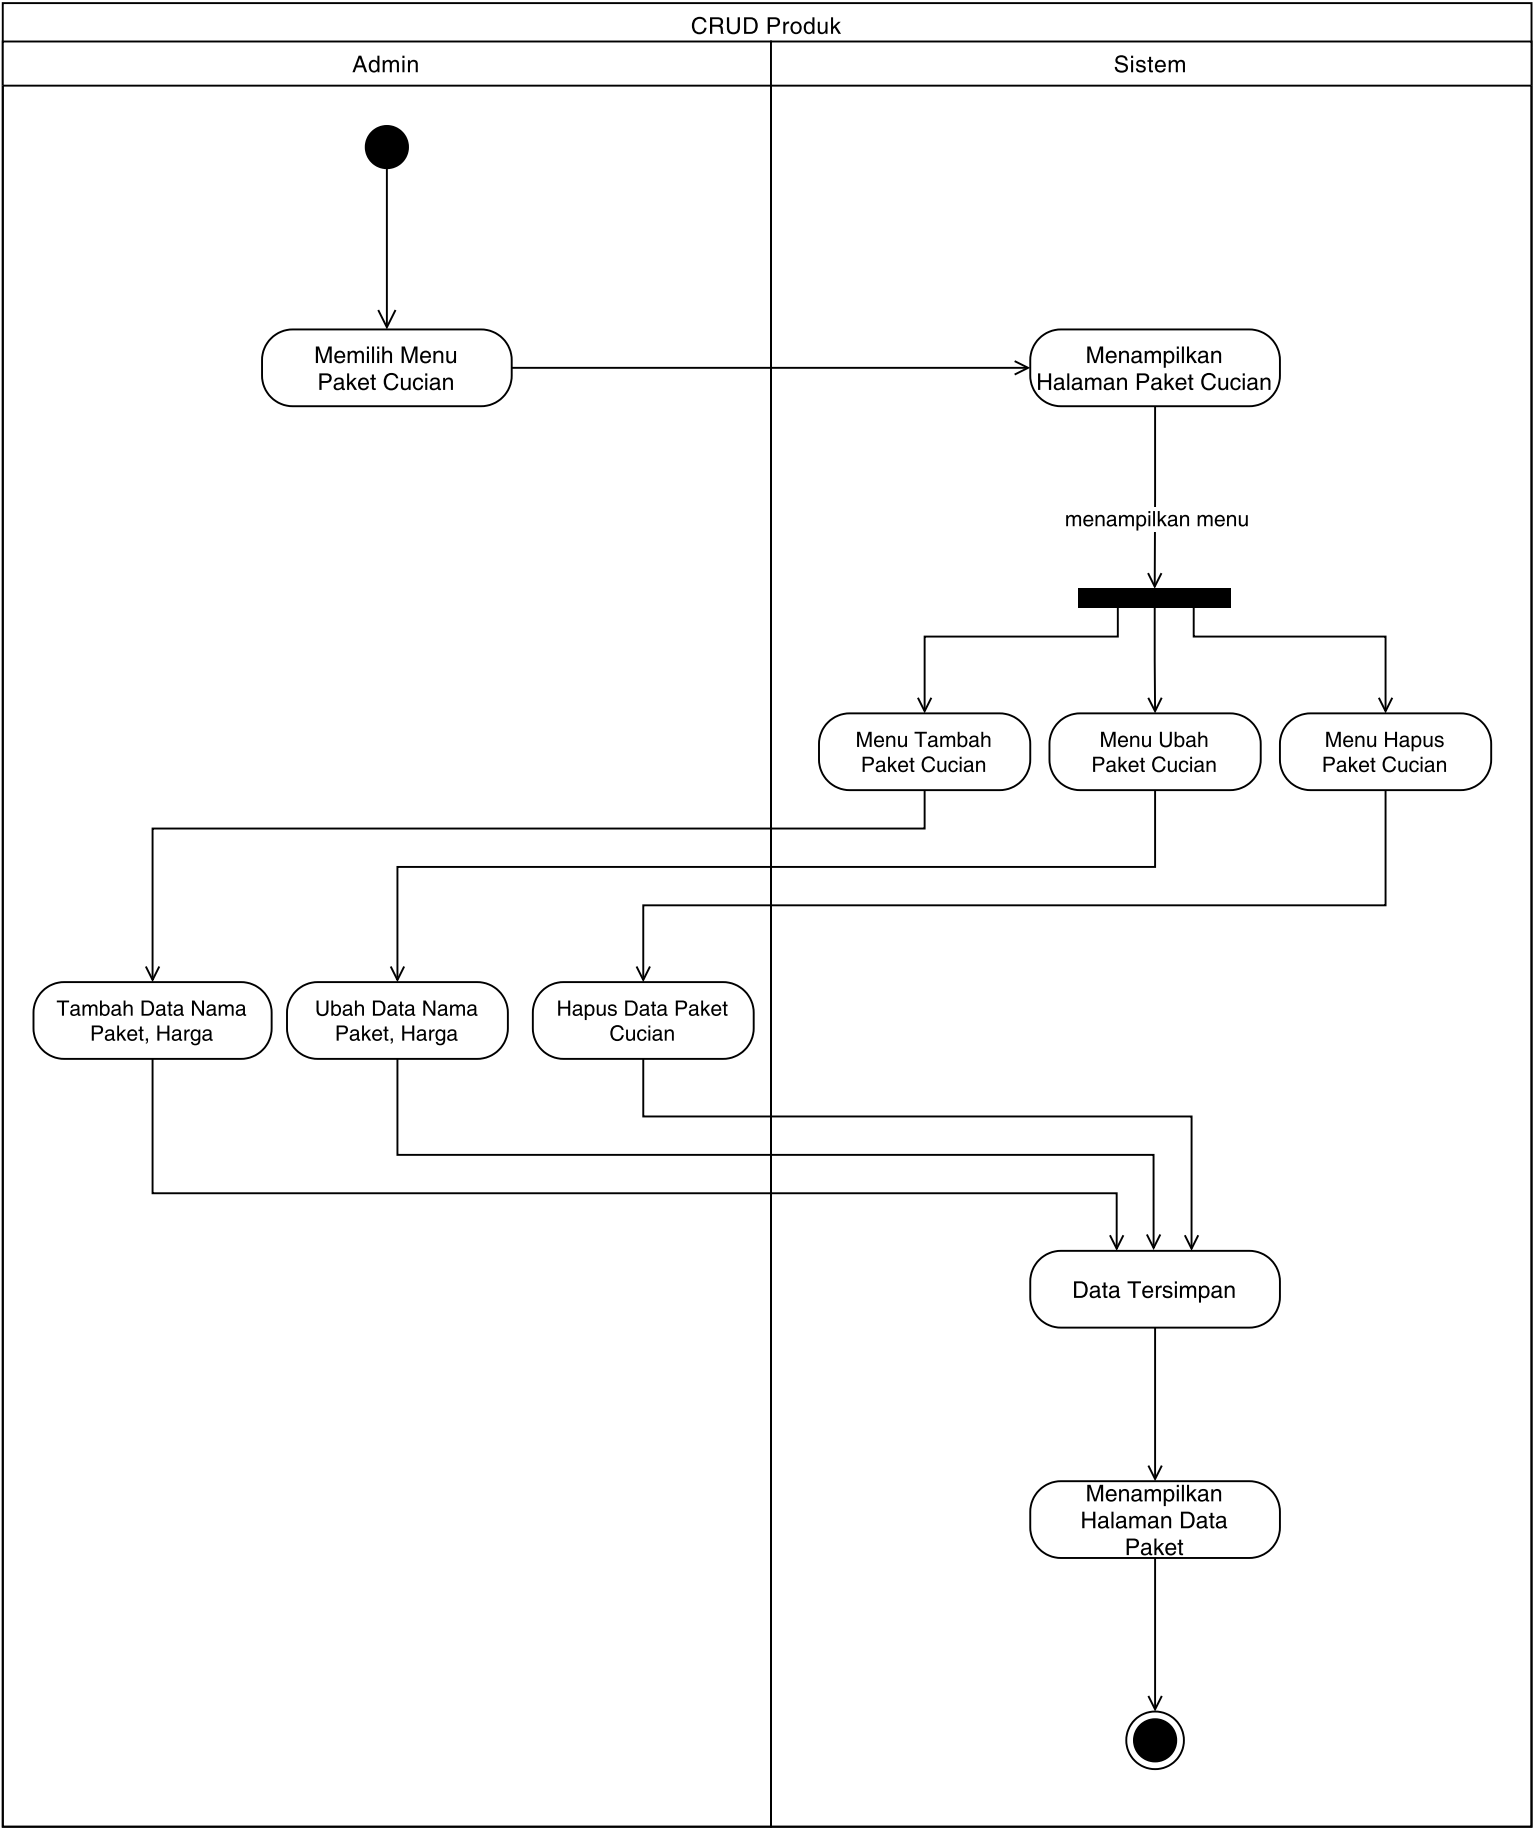 CRUD Produk
Admin
Sistem
Memilih Menu
Paket Cucian
Menampilkan
Halaman Paket Cucian
menampilkan menu
Menu Tambah
Paket Cucian
Menu Ubah
Paket Cucian
Menu Hapus
Paket Cucian
Tambah Data Nama
Paket, Harga
Ubah Data Nama
Paket, Harga
Hapus Data Paket
Cucian
Data Tersimpan
Menampilkan
Halaman Data
Paket